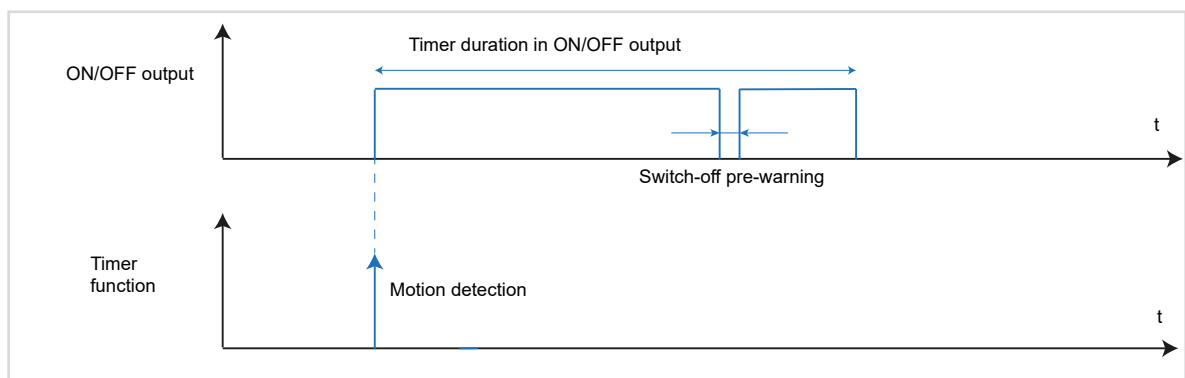 Timer duration in ON/OFF output
ON/OFF output
t
Switch-off pre-warning
Timer
function
Motion detection
t